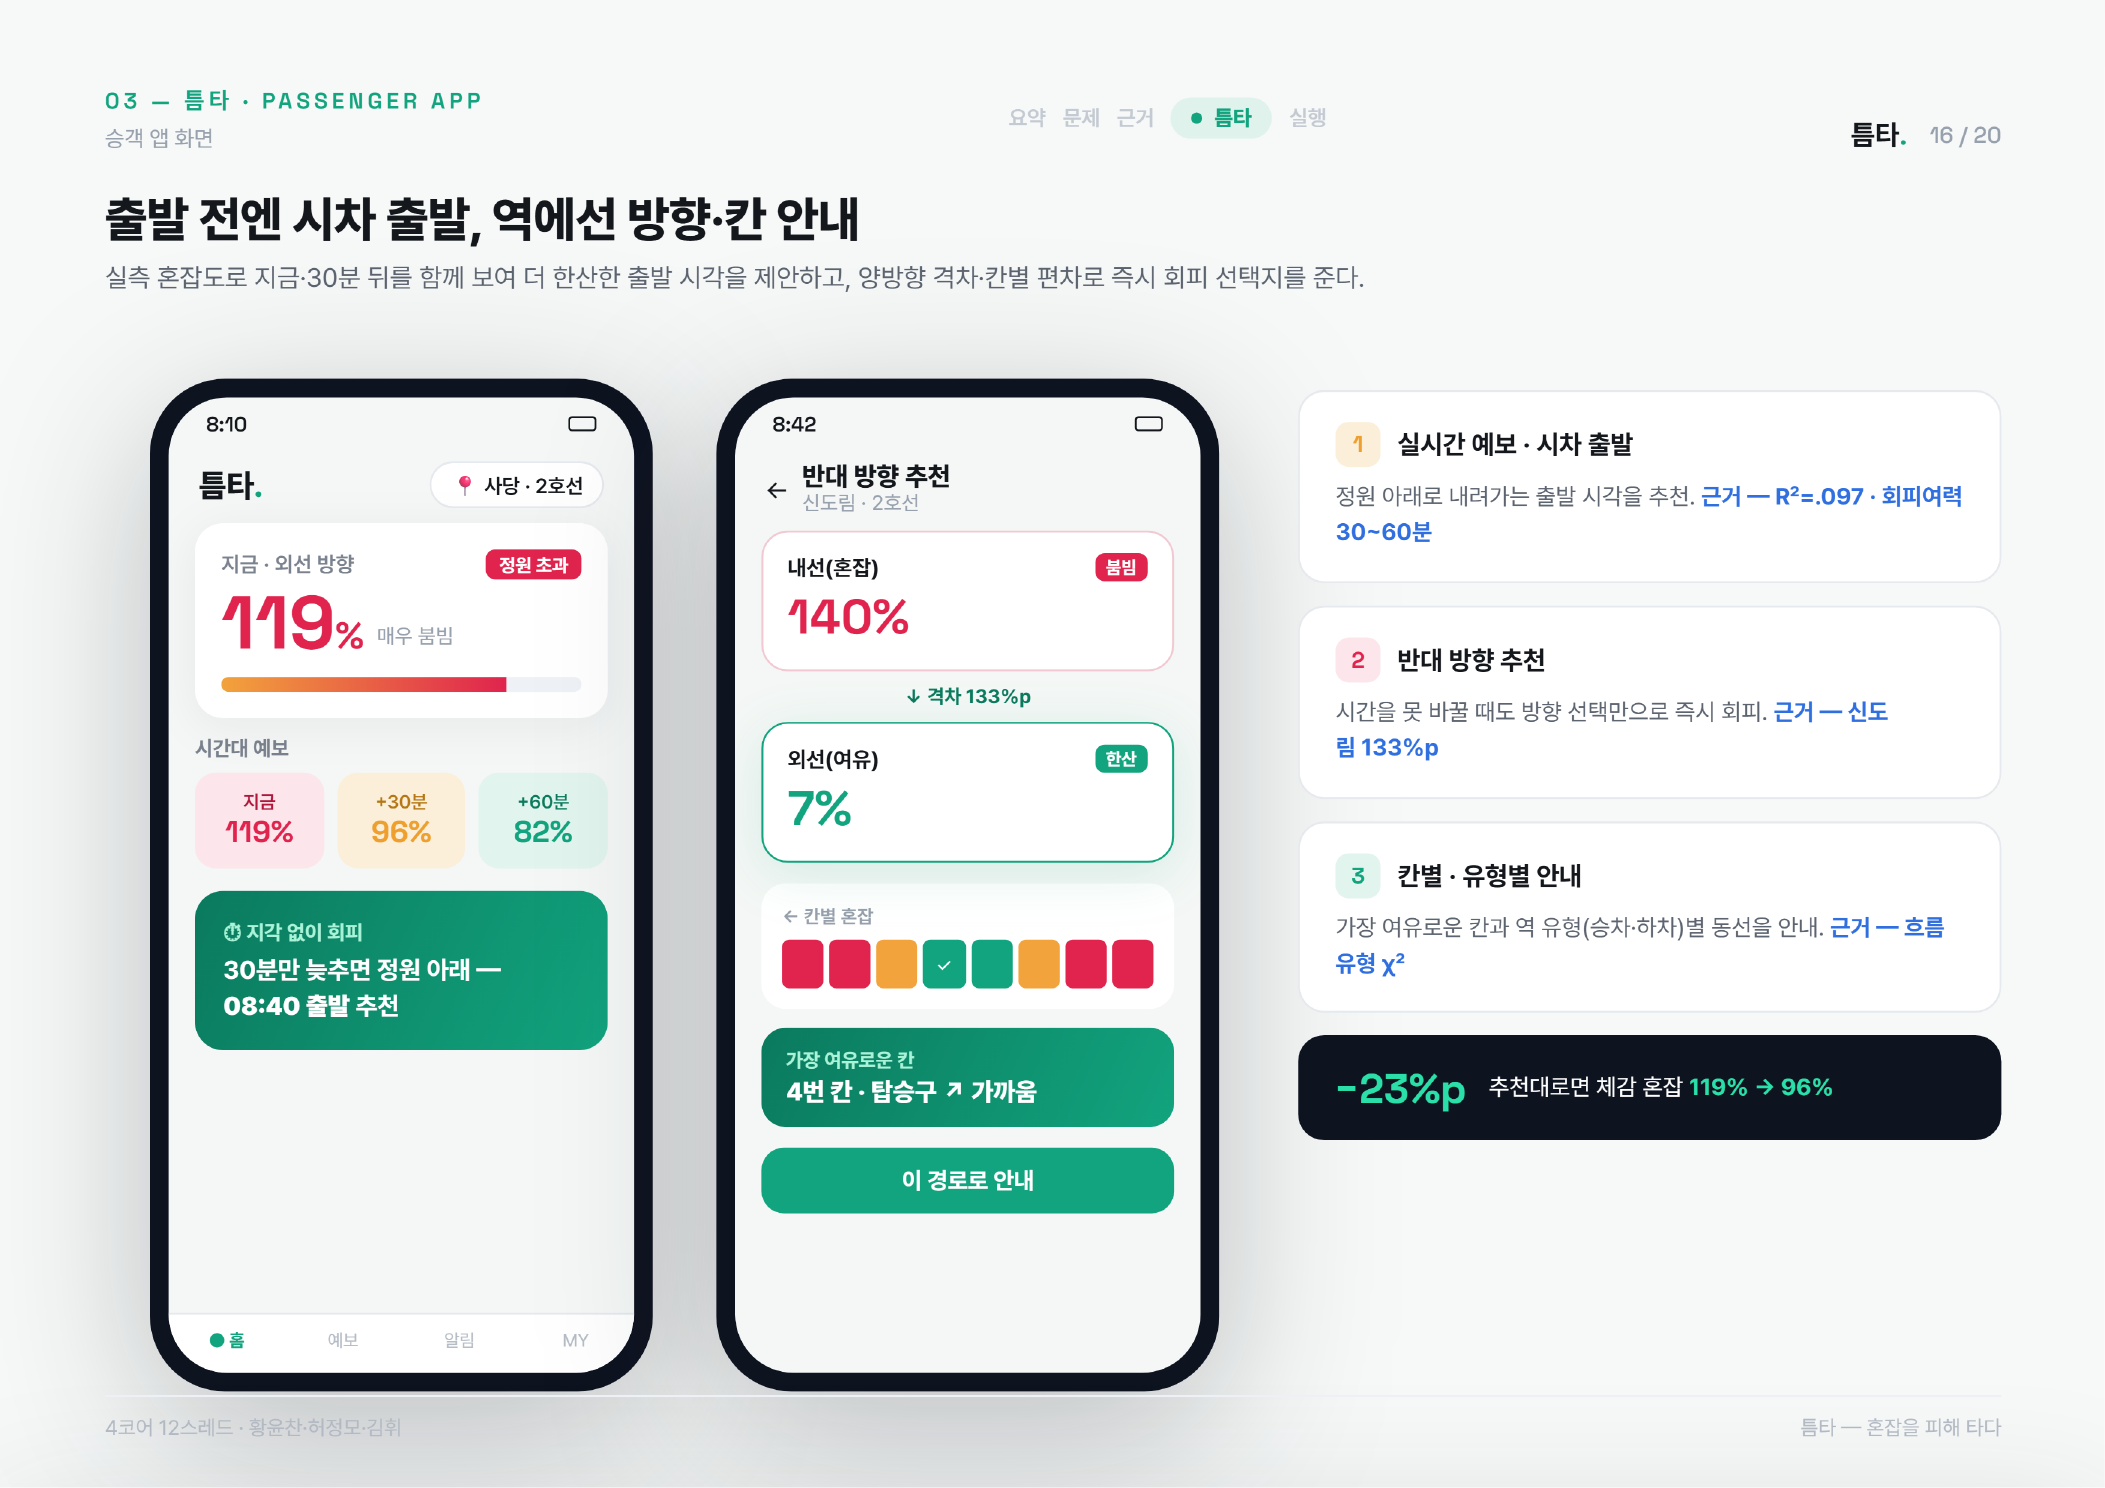 03 — 틈타 · PASSENGER APP
승객 앱 화면
요약 문제 근거 틈타 실행
틈타. 16 / 20
출발 전엔 시차 출발, 역에선 방향·칸 안내
실측 혼잡도로 지금·30분 뒤를 함께 보여 더 한산한 출발 시각을 제안하고, 양방향 격차·칸별 편차로 즉시 회피 선택지를 준다.
8:10
틈타.
📍 사당 · 2호선
지금 · 외선 방향
정원 초과
119% 매우 붐빔
시간대 예보
지금 +30분 +60분
119% 96% 82%
⏱ 지각 없이 회피
30분만 늦추면 정원 아래 —
08:40 출발 추천
홈 예보 알림 MY
8:42
← 반대 방향 추천
신도림 · 2호선
내선(혼잡) 붐빔
140%
↓ 격차 133%p
외선(여유) 한산
7%
← 칸별 혼잡
✓
가장 여유로운 칸
4번 칸 · 탑승구 ↗ 가까움
이 경로로 안내
1 실시간 예보 · 시차 출발
정원 아래로 내려가는 출발 시각을 추천. 근거 — R²=.097 · 회피여력
30~60분
2 반대 방향 추천
시간을 못 바꿀 때도 방향 선택만으로 즉시 회피. 근거 — 신도
림 133%p
3 칸별 · 유형별 안내
가장 여유로운 칸과 역 유형(승차·하차)별 동선을 안내. 근거 — 흐름
유형 χ²
−23%p 추천대로면 체감 혼잡 119% → 96%
4코어 12스레드 · 황윤찬·허정모·김휘
틈타 — 혼잡을 피해 타다